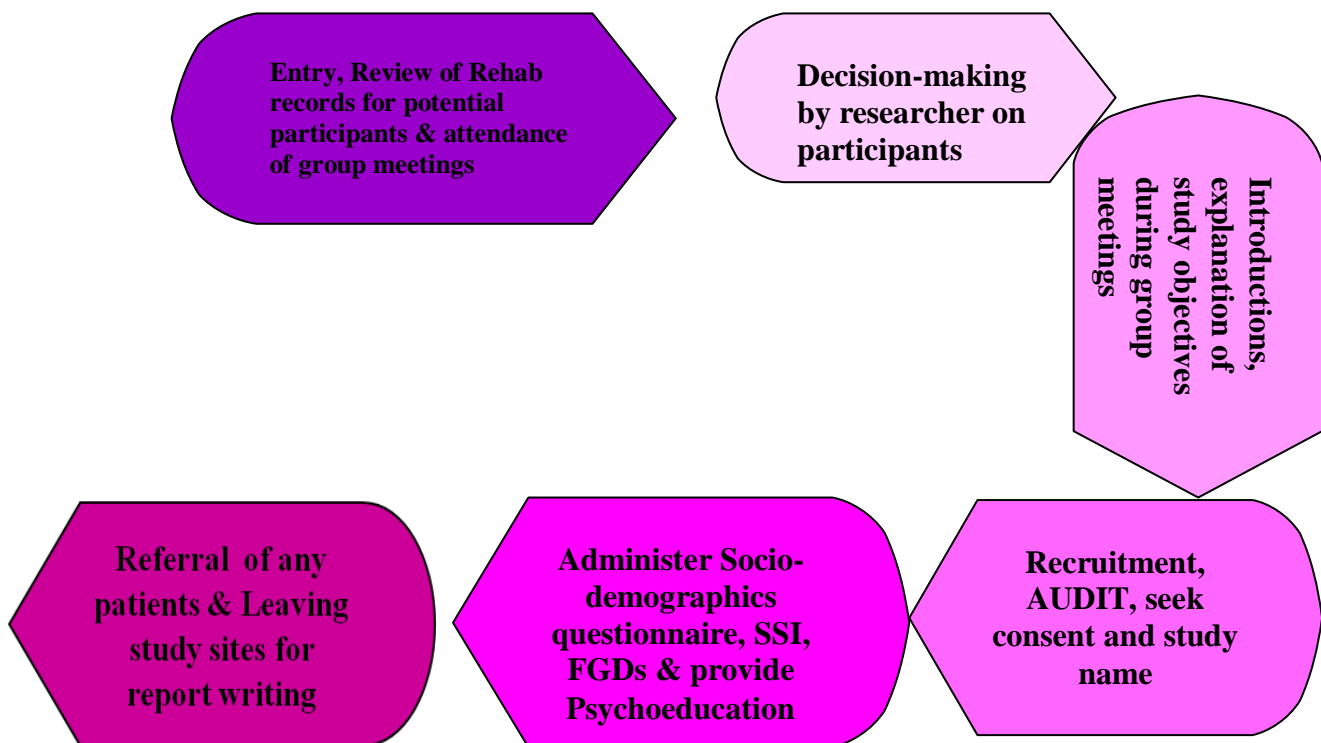 Entry, Review of Rehab
records for potential
participants & attendance
of group meetings
Decision-making
by researcher on
participants
Introductions,
explanation of
study objectives
during group
meetings
Recruitment,
AUDIT, seek
consent and study
name
Administer Socio-
demographics
questionnaire, SSI,
FGDs & provide
Psychoeducation
Referral of any
patients & Leaving
study sites for
report writing